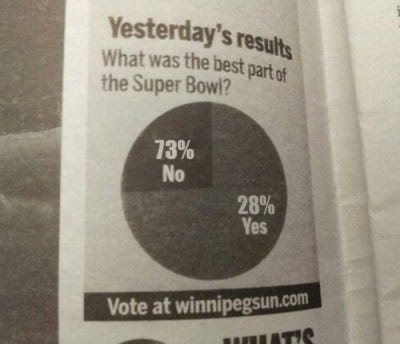 Yesterday's results
What was the best part of
the Super Bowl?
73%
No
28%
Yes
Vote at winnipegsun.com
WHAT'S